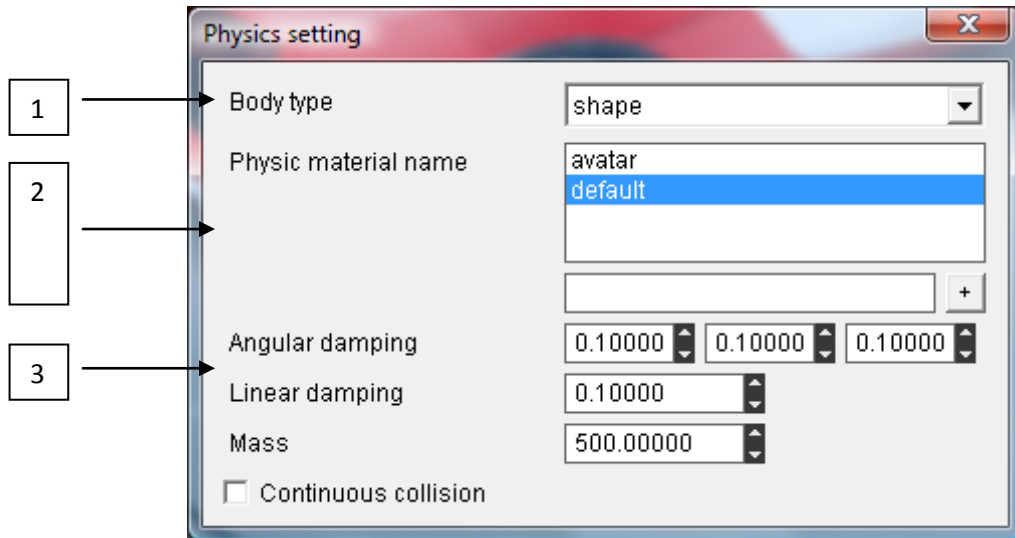 Physics setting
1
Body type
shape
2
Physic material name
avatar
default
+
3
Angular damping
0.10000 0.10000 0.10000
Linear damping
0.10000
Mass
500.00000
Continuous collision